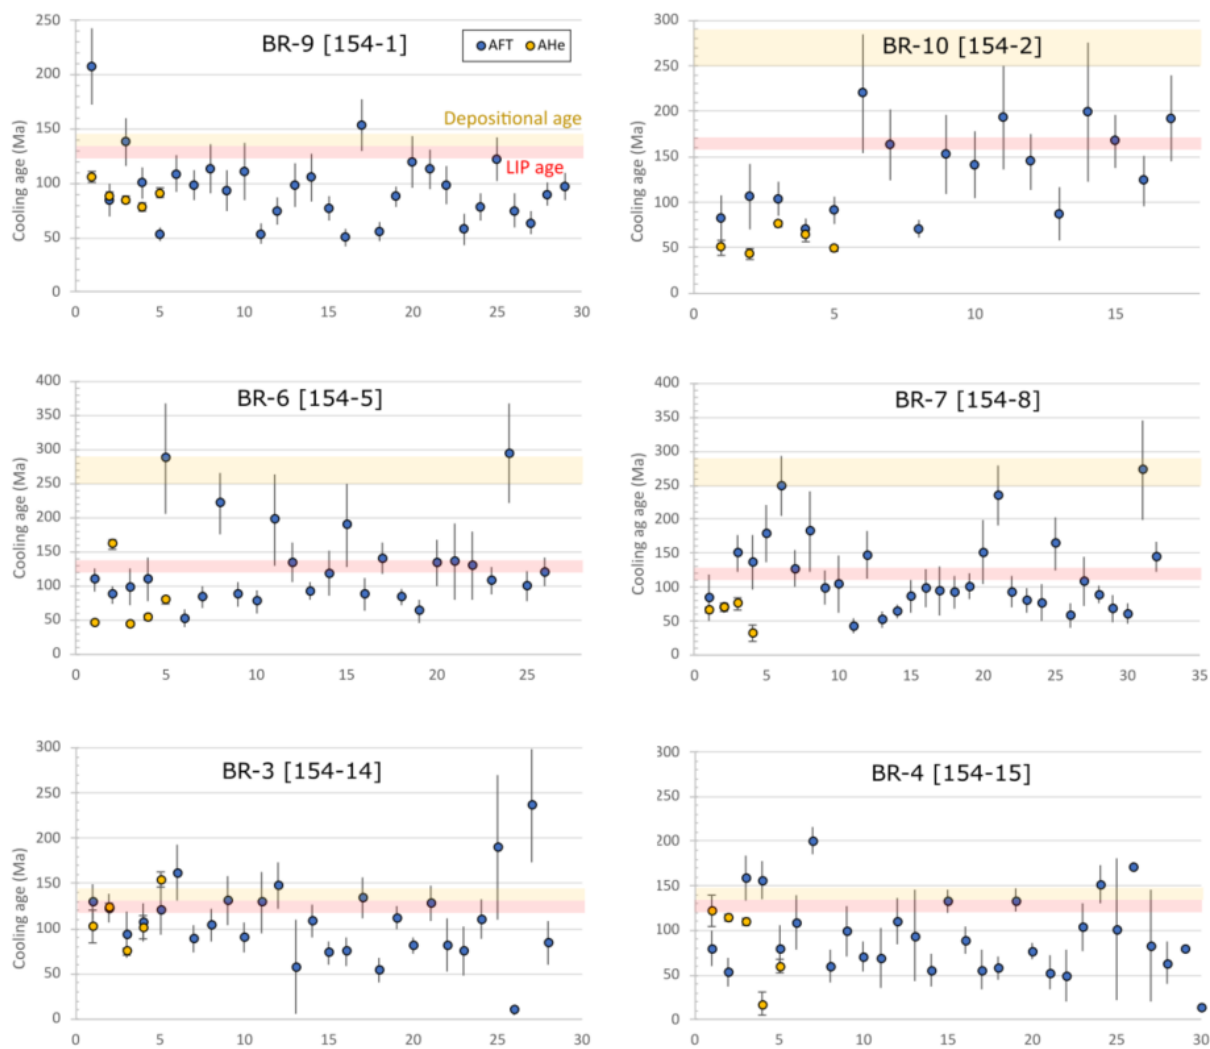 BR-9 [154-1]
AFT AHe
Depositional age
LIP age
Cooling age (Ma)
250
200
150
100
50
0
0 5 10 15 20 25 30
BR-10 [154-2]
300
250
200
150
100
50
0
0 5 10 15
BR-6 [154-5]
Cooling age (Ma)
400
350
300
250
200
150
100
50
0
0 5 10 15 20 25
BR-7 [154-8]
Cooling ag age (Ma)
400
350
300
250
200
150
100
50
0
0 5 10 15 20 25 30 35
BR-3 [154-14]
Cooling age (Ma)
300
250
200
150
100
50
0
0 5 10 15 20 25 30
BR-4 [154-15]
300
250
200
150
100
50
0
0 5 10 15 20 25 30